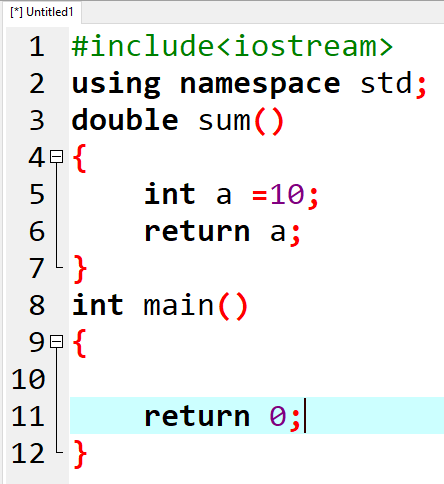 [*] Untitled1
1 #include<iostream>
2 using namespace std;
3 double sum()
4 {
5 int a =10;
6 return a;
7 }
8 int main()
9 {
10
11 return 0;
12 }